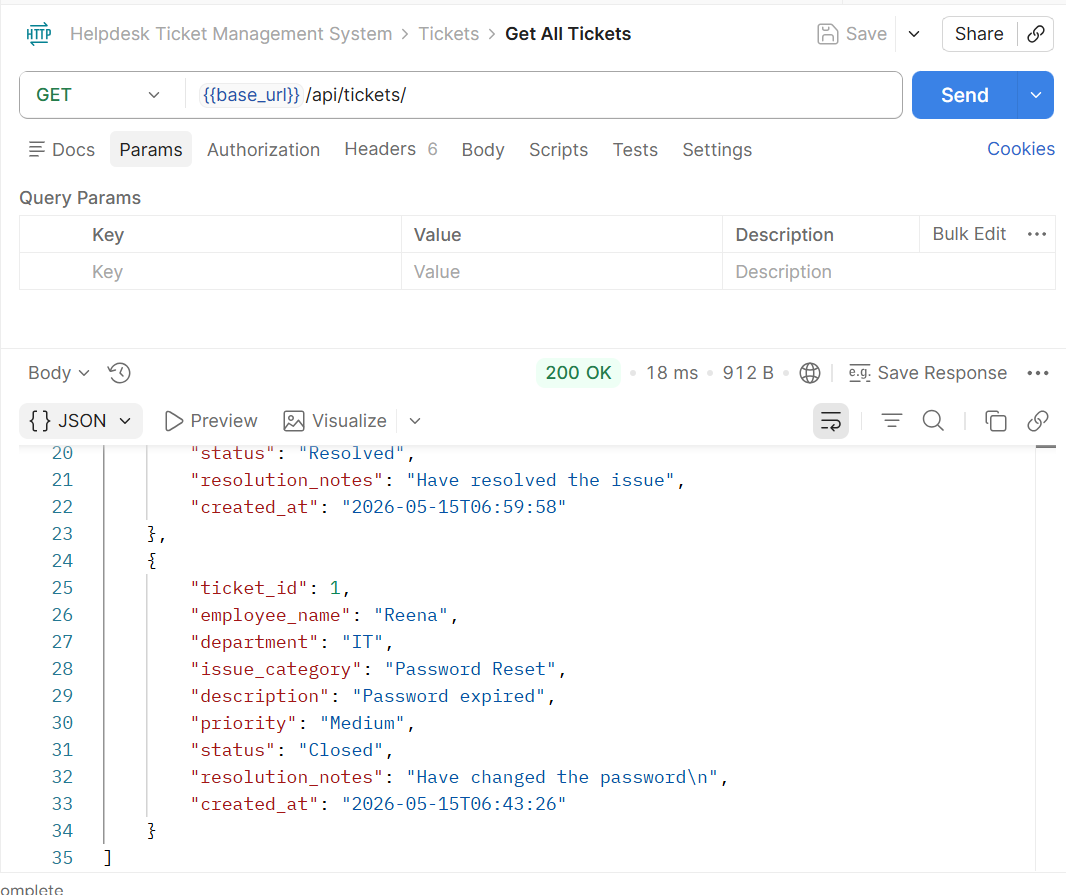 HTTP Helpdesk Ticket Management System > Tickets > Get All Tickets Save Share
GET {{base_url}} /api/tickets/ Send
Docs Params Authorization Headers 6 Body Scripts Tests Settings Cookies
Query Params
Key Value Description Bulk Edit ···
Key Value Description
Body 200 OK • 18 ms • 912 B • e.g. Save Response ···
{} JSON Preview Visualize
20 "status": "Resolved",
21 "resolution_notes": "Have resolved the issue",
22 "created_at": "2026-05-15T06:59:58"
23 },
24 {
25 "ticket_id": 1,
26 "employee_name": "Reena",
27 "department": "IT",
28 "issue_category": "Password Reset",
29 "description": "Password expired",
30 "priority": "Medium",
31 "status": "Closed",
32 "resolution_notes": "Have changed the password\n",
33 "created_at": "2026-05-15T06:43:26"
34 }
35 ]
omplete